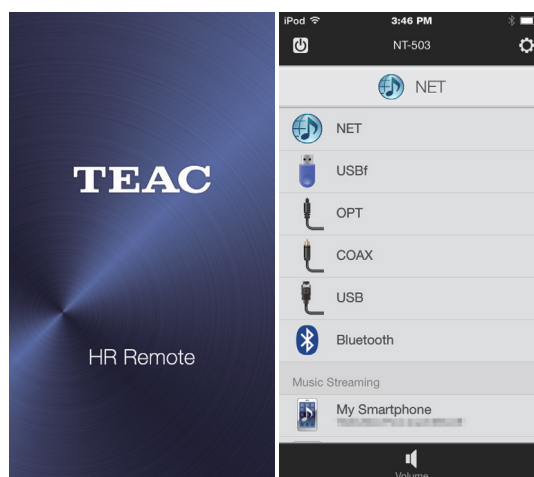 TEAC
HR Remote
iPod 3:46 PM
NT-503
NET
NET
USBf
OPT
COAX
USB
Bluetooth
Music Streaming
My Smartphone
Volume